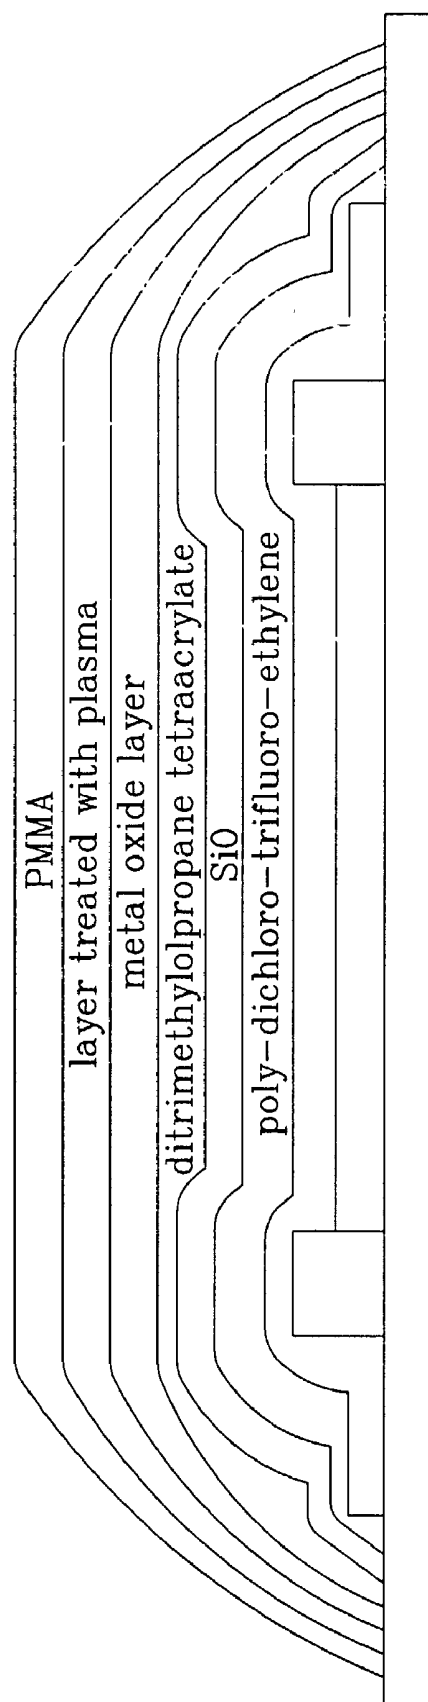 PMMA
layer treated with plasma
metal oxide layer
ditrimethylolpropane tetraacrylate
SiO
poly-dichloro-trifluoro-ethylene